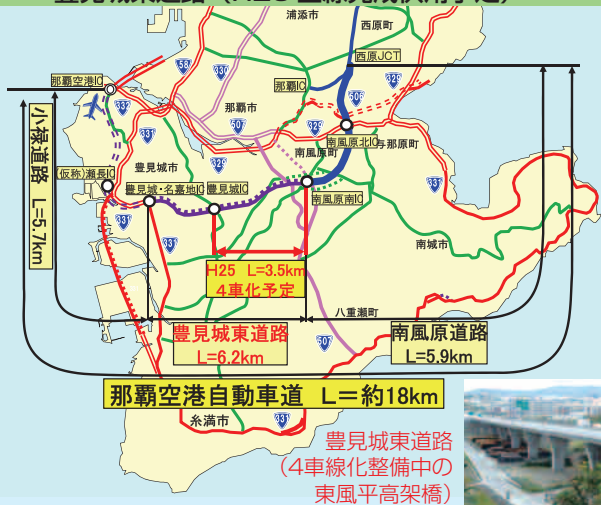 浦添市
西原町
西原JCT
58
330
329
那覇空港IC
那覇IC
506
332
那覇市
331
507
329
南風原北IC
小禄道路 L=5.7km
豊見城市
南風原町
与那原町
329
(仮称)瀬長IC
豊見城・名嘉地IC
豊見城IC
南風原南IC
331
331
331
南城市
H25 L=3.5km
4車化予定
八重瀬町
豊見城東道路
L=6.2km
507
南風原道路
L=5.9km
那覇空港自動車道 L=約18km
331
糸満市
豊見城東道路
(4車線化整備中の
東風平高架橋)